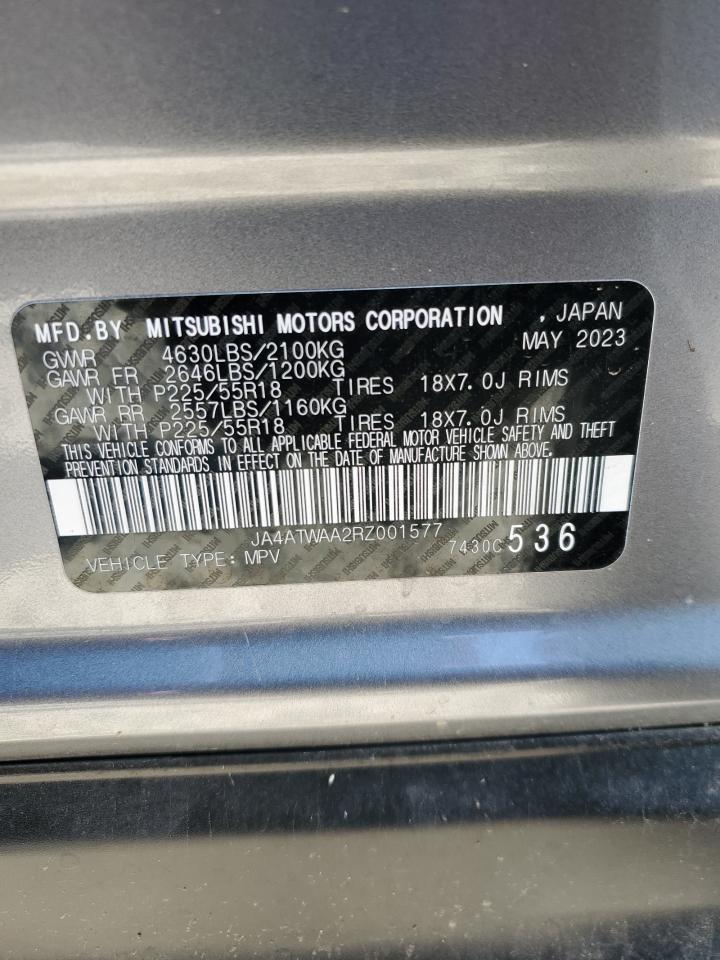 MFD.BY MITSUBISHI MOTORS CORPORATION , JAPAN
MAY 2023
GVWR 4630LBS/2100KG
GAWR FR 2646LBS/1200KG
WITH P225/55R18 TIRES 18X7.0J RIMS
GAWR RR 2557LBS/1160KG
WITH P225/55R18 TIRES 18X7.0J RIMS
THIS VEHICLE CONFORMS TO ALL APPLICABLE FEDERAL MOTOR VEHICLE SAFETY AND THEFT
PREVENTION STANDARDS IN EFFECT ON THE DATE OF MANUFACTURE SHOWN ABOVE.
JA4ATWAA2RZ001577
VEHICLE TYPE: MPV 7430C 536